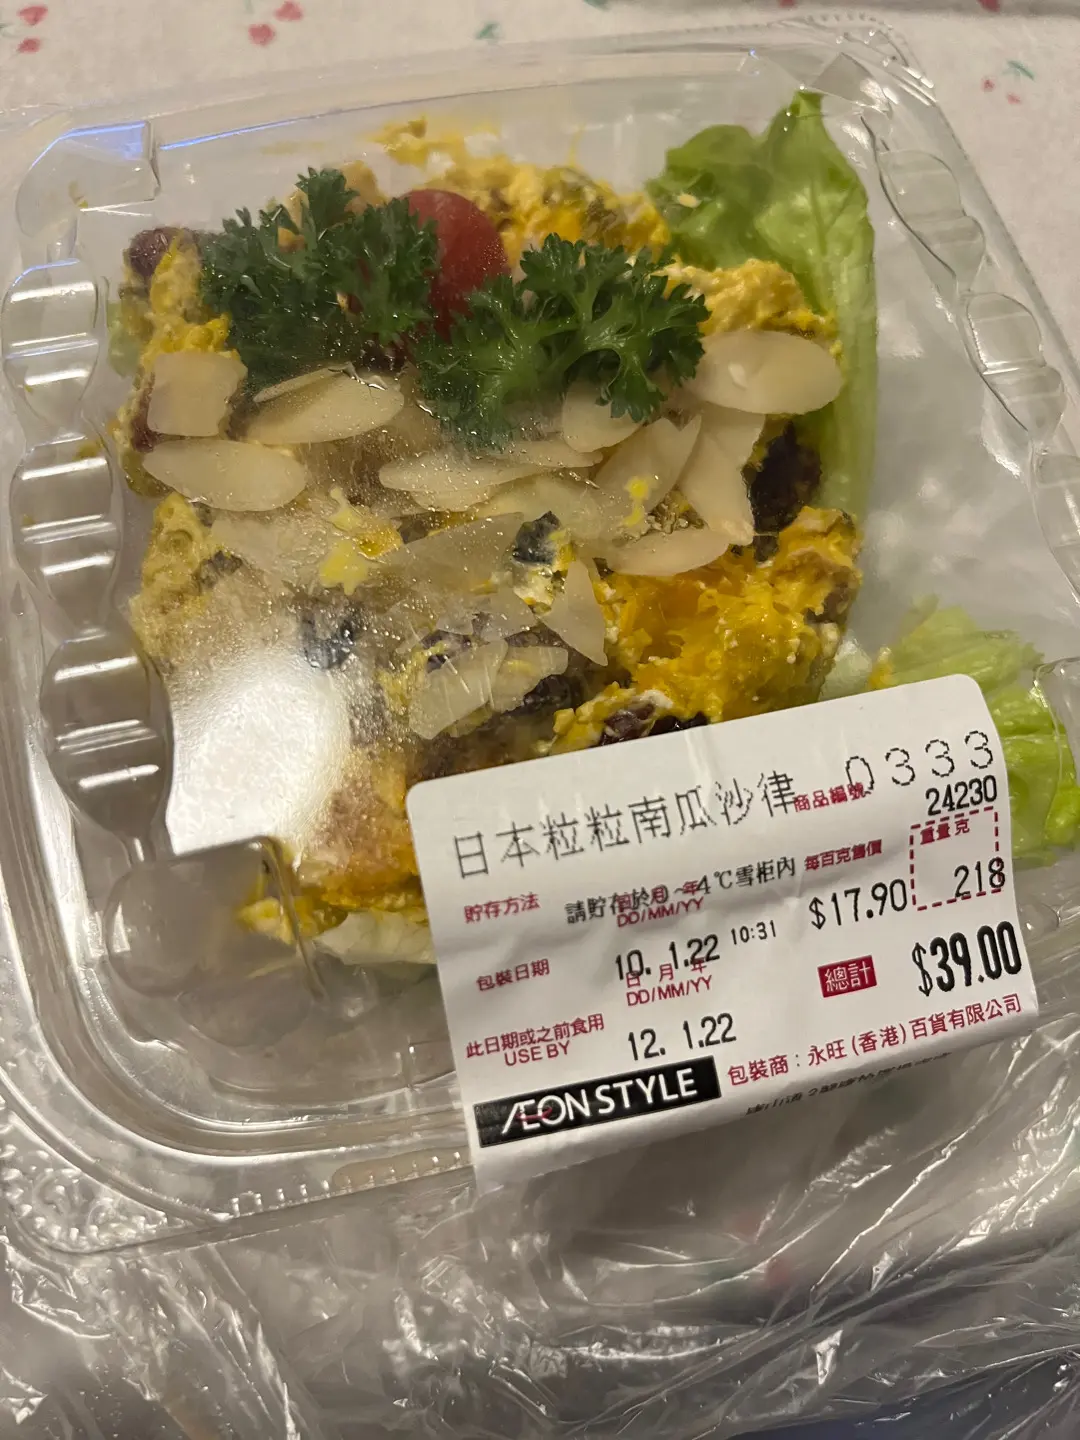 日本粒粒南瓜沙律
商品編號
0333
24230
貯存方法
請貯存於0~4℃雪柜內
每百克售價
$17.90
重量 克
218
日 月 年
DD/MM/YY
包裝日期
10. 1.22
10:31
總計
$39.00
日 月 年
DD/MM/YY
此日期或之前食用
USE BY
12. 1.22
ÆON STYLE
包裝商：永旺(香港)百貨有限公司